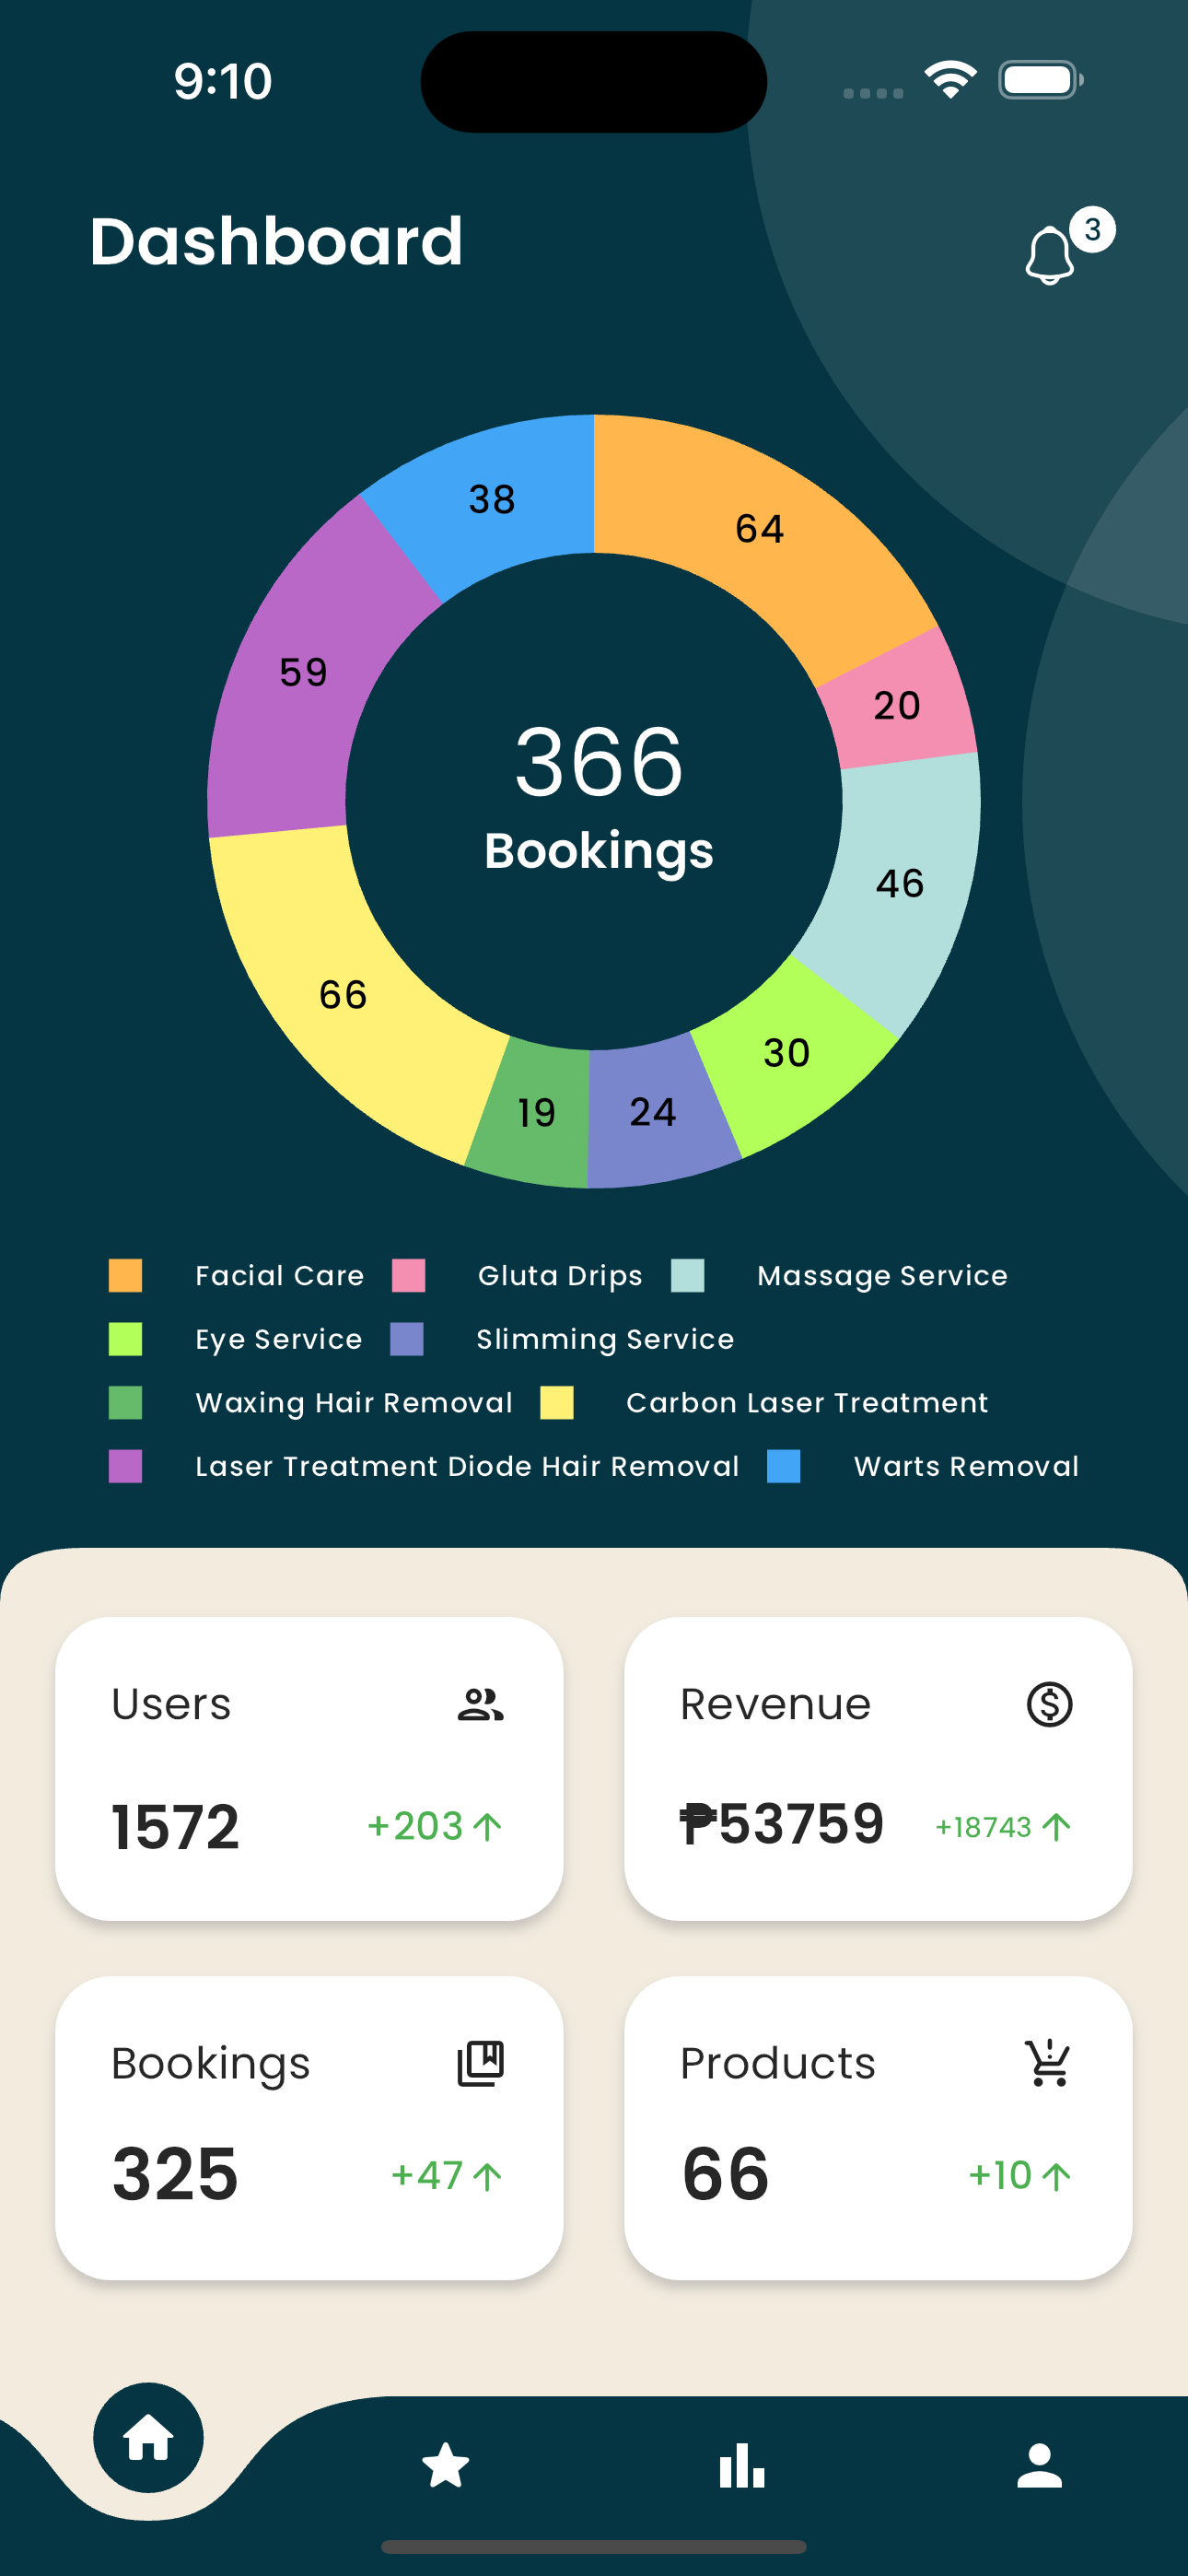 9:10
Dashboard
3
38
64
59
20
366
Bookings
46
66
30
19
24
Facial Care Gluta Drips Massage Service
Eye Service Slimming Service
Waxing Hair Removal Carbon Laser Treatment
Laser Treatment Diode Hair Removal Warts Removal
Users
Revenue
1572 +203
₱53759 +18743
Bookings
Products
325 +47
66 +10